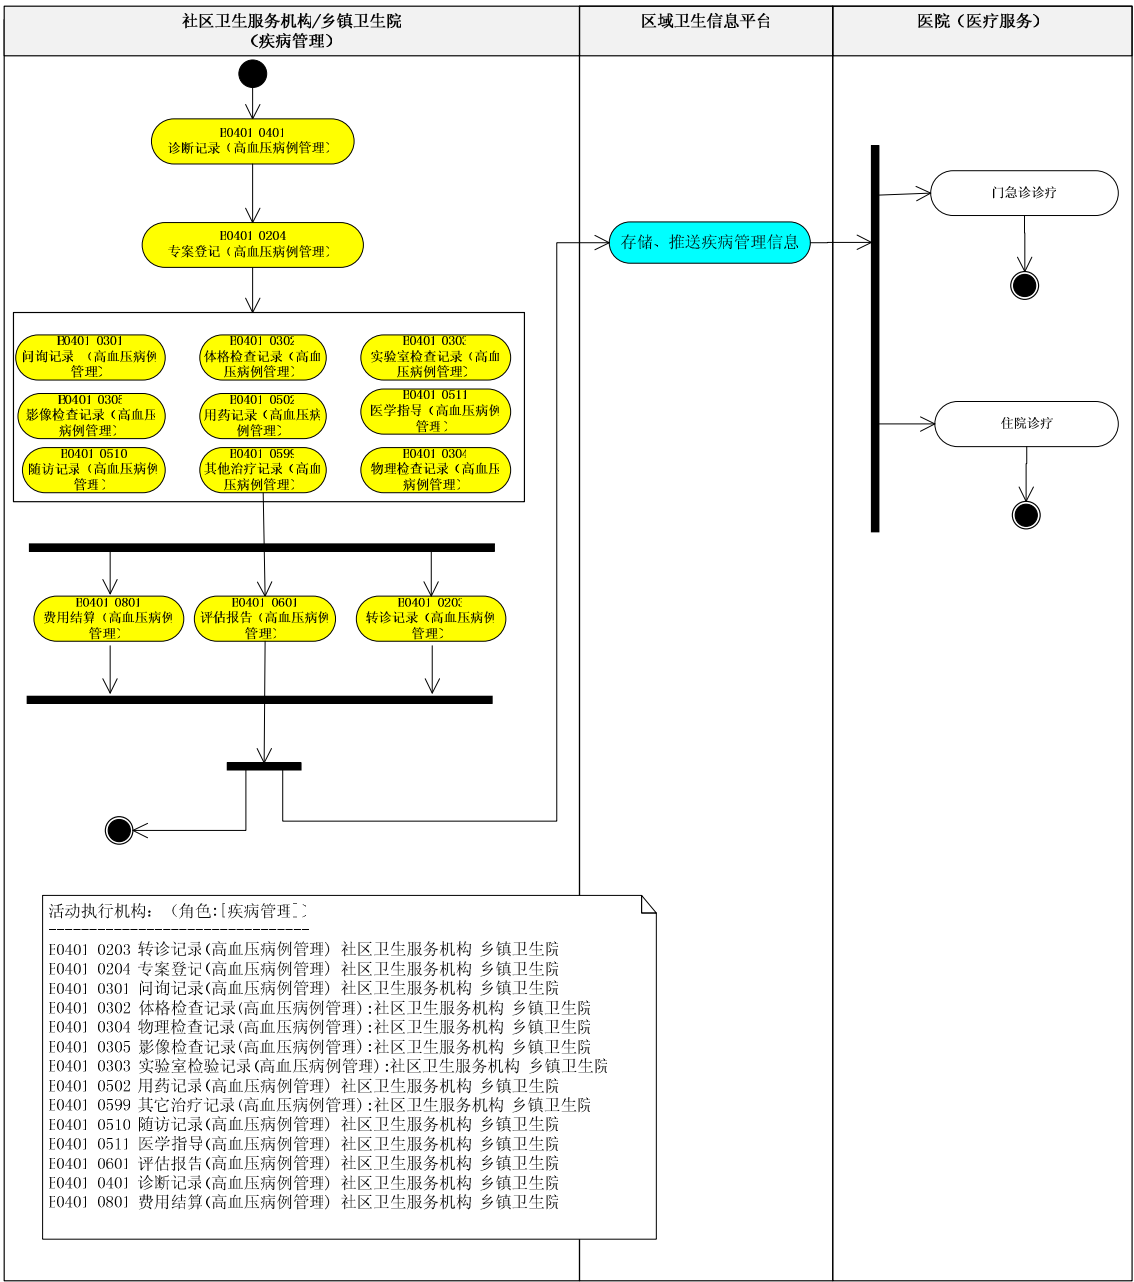 社区卫生服务机构/乡镇卫生院
（疾病管理）
区域卫生信息平台
医院（医疗服务）
E0401 0401
诊断记录（高血压病例管理）
E0401 0204
专案登记（高血压病例管理）
存储、推送疾病管理信息
门急诊诊疗
住院诊疗
E0401 0301
问询记录 （高血压病例
管理）
E0401 0302
体格检查记录（高血
压病例管理）
E0401 0303
实验室检查记录（高血
压病例管理）
E0401 0305
影像检查记录（高血压
病例管理）
E0401 0502
用药记录（高血压病
例管理）
E0401 0511
医学指导（高血压病例
管理）
E0401 0510
随访记录（高血压病例
管理）
E0401 0599
其他治疗记录（高血
压病例管理）
E0401 0304
物理检查记录（高血压
病例管理）
E0401 0801
费用结算（高血压病例
管理）
E0401 0601
评估报告（高血压病例
管理）
E0401 0203
转诊记录（高血压病例
管理）
活动执行机构：（角色:[疾病管理]）
--------------------------------
E0401 0203 转诊记录(高血压病例管理) 社区卫生服务机构 乡镇卫生院
E0401 0204 专案登记(高血压病例管理) 社区卫生服务机构 乡镇卫生院
E0401 0301 问询记录(高血压病例管理) 社区卫生服务机构 乡镇卫生院
E0401 0302 体格检查记录(高血压病例管理):社区卫生服务机构 乡镇卫生院
E0401 0304 物理检查记录(高血压病例管理):社区卫生服务机构 乡镇卫生院
E0401 0305 影像检查记录(高血压病例管理):社区卫生服务机构 乡镇卫生院
E0401 0303 实验室检验记录(高血压病例管理):社区卫生服务机构 乡镇卫生院
E0401 0502 用药记录(高血压病例管理) 社区卫生服务机构 乡镇卫生院
E0401 0599 其它治疗记录(高血压病例管理):社区卫生服务机构 乡镇卫生院
E0401 0510 随访记录(高血压病例管理) 社区卫生服务机构 乡镇卫生院
E0401 0511 医学指导(高血压病例管理) 社区卫生服务机构 乡镇卫生院
E0401 0601 评估报告(高血压病例管理) 社区卫生服务机构 乡镇卫生院
E0401 0401 诊断记录(高血压病例管理) 社区卫生服务机构 乡镇卫生院
E0401 0801 费用结算(高血压病例管理) 社区卫生服务机构 乡镇卫生院